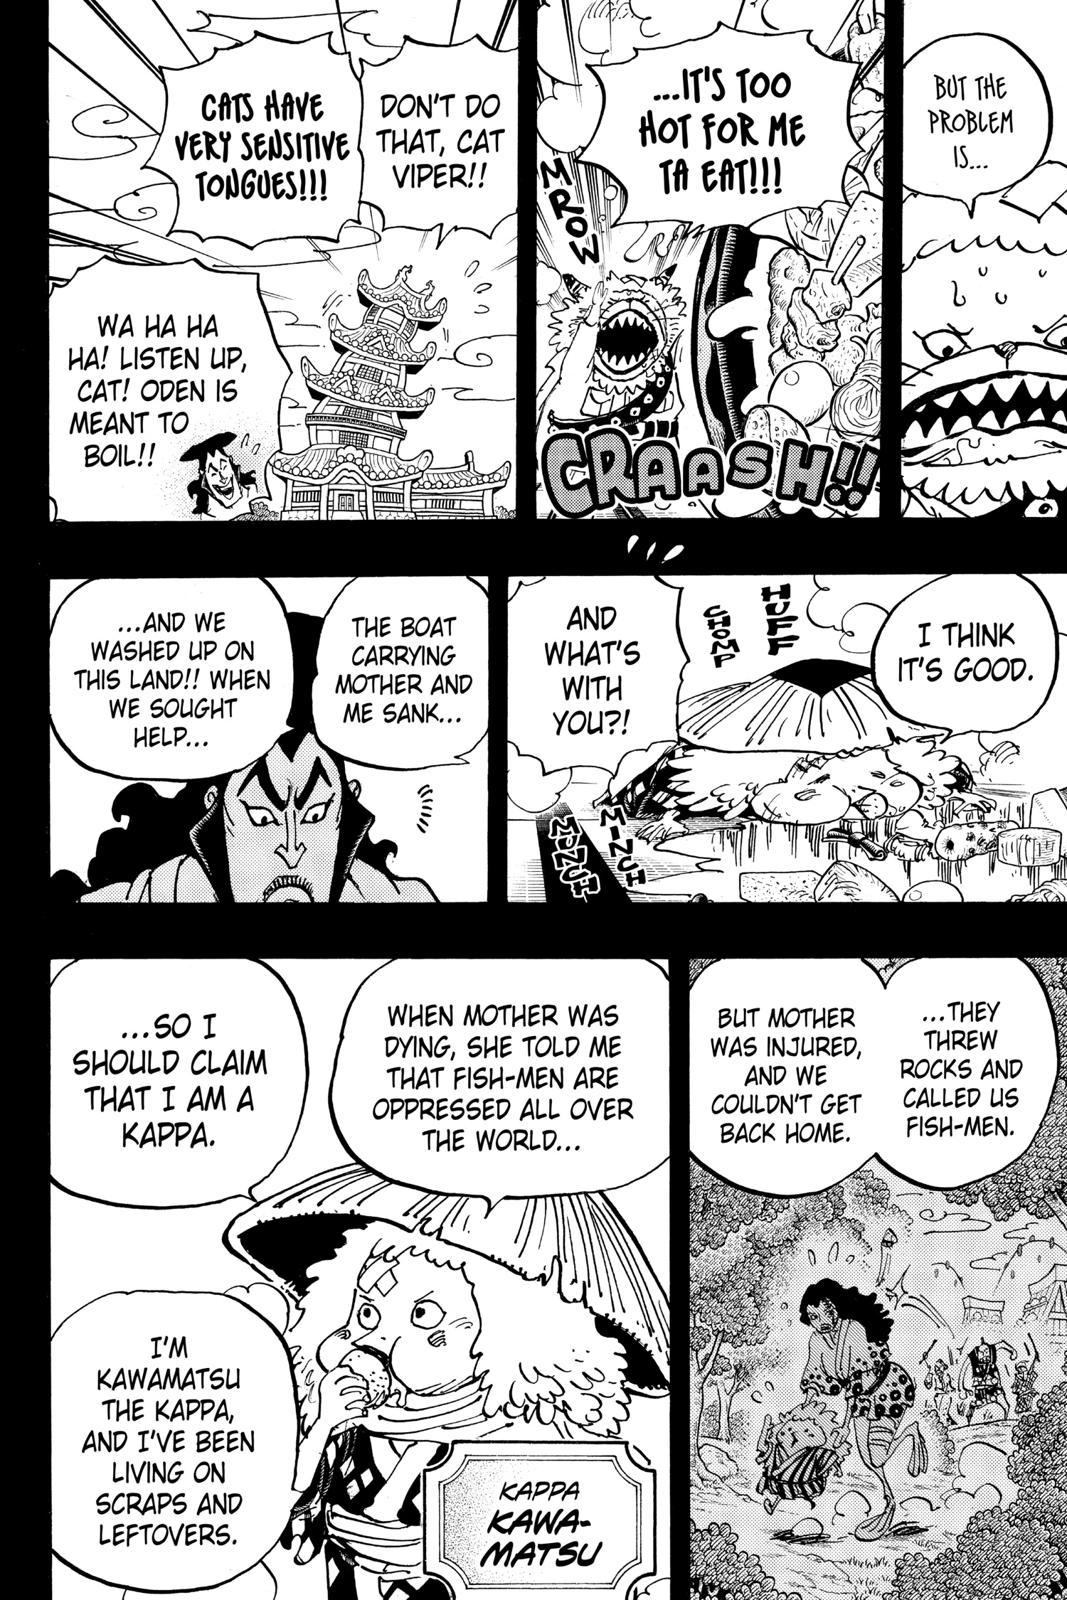 BUT THE
PROBLEM
IS...
...IT'S TOO
HOT FOR ME
TA EAT!!!
MROW
CRAASH!!
DON'T DO
THAT, CAT
VIPER!!
CATS HAVE
VERY SENSITIVE
TONGUES!!!
WA HA HA
HA! LISTEN UP,
CAT! ODEN IS
MEANT TO
BOIL!!
I THINK
IT'S GOOD.
HUFF
CHOMP
AND
WHAT'S
WITH
YOU?!
MINCH
MUNCH
THE BOAT
CARRYING
MOTHER AND
ME SANK...
...AND WE
WASHED UP ON
THIS LAND!! WHEN
WE SOUGHT
HELP...
...THEY
THREW
ROCKS AND
CALLED US
FISH-MEN.
BUT MOTHER
WAS INJURED,
AND WE
COULDN'T GET
BACK HOME.
WHEN MOTHER WAS
DYING, SHE TOLD ME
THAT FISH-MEN ARE
OPPRESSED ALL OVER
THE WORLD...
...SO I
SHOULD CLAIM
THAT I AM A
KAPPA.
I'M
KAWAMATSU
THE KAPPA,
AND I'VE BEEN
LIVING ON
SCRAPS AND
LEFTOVERS.
KAPPA
KAWA-
MATSU